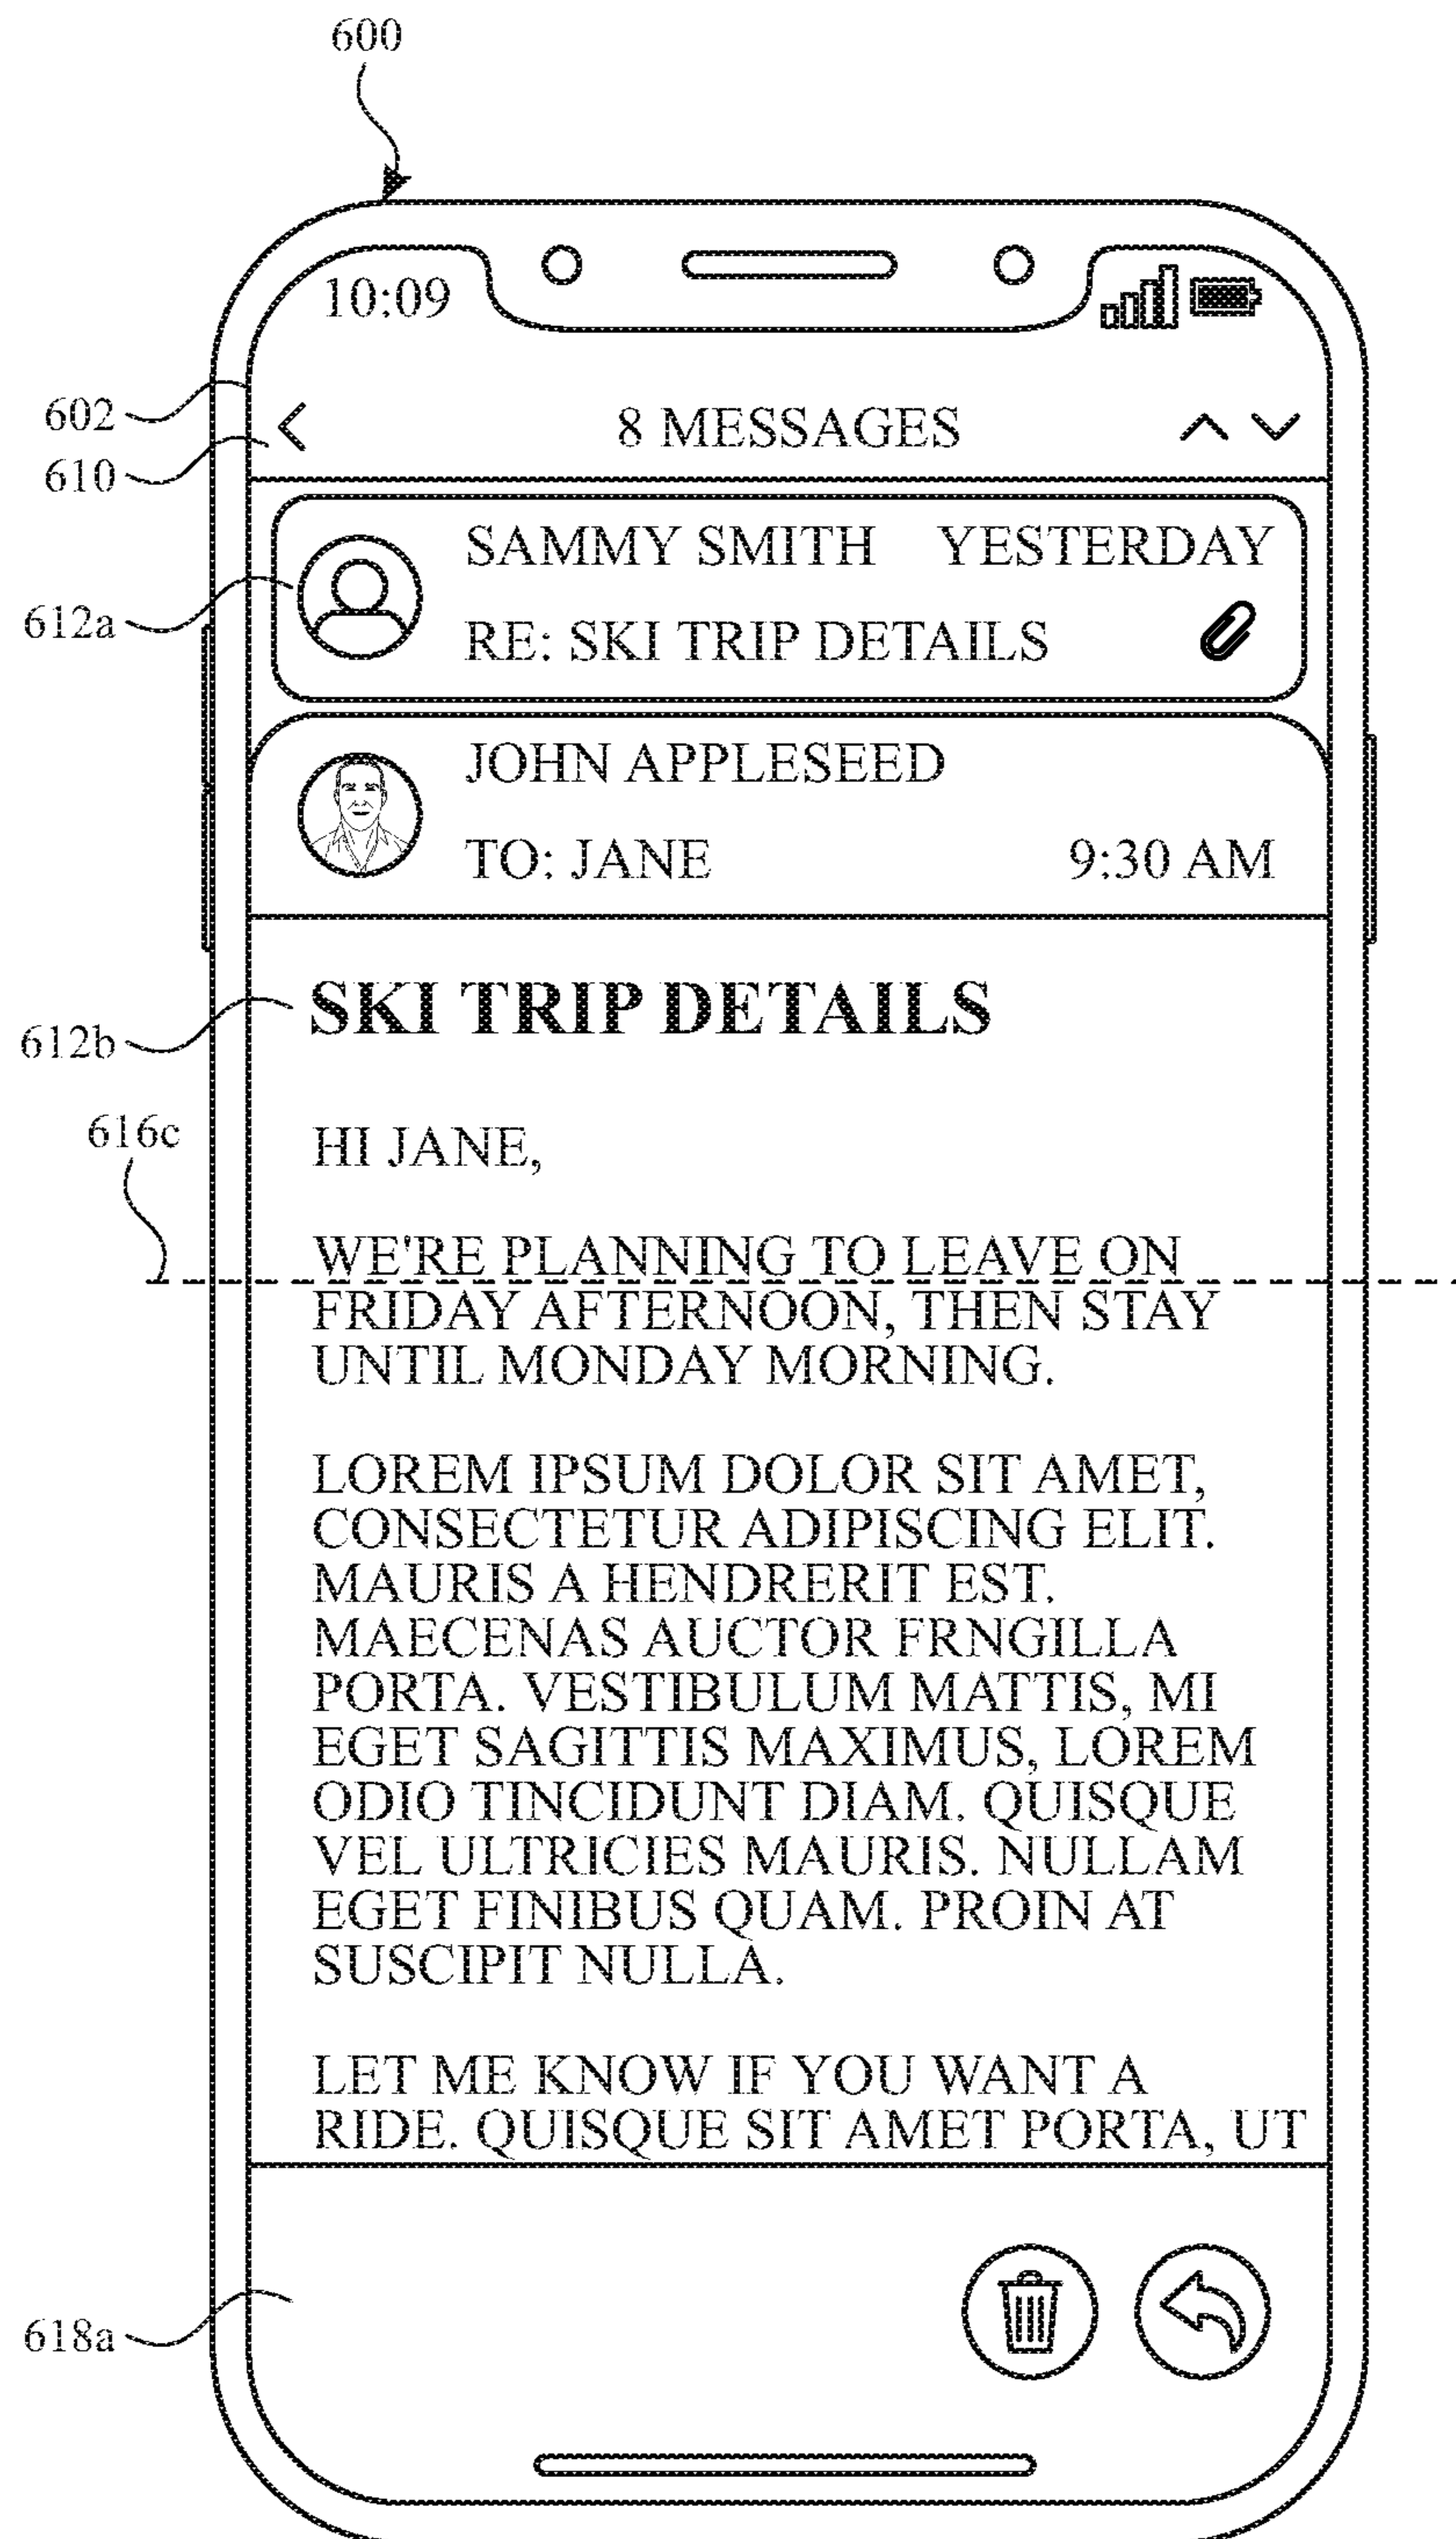 600
10:09
602
8 MESSAGES
610
SAMMY SMITH YESTERDAY
612a
RE: SKI TRIP DETAILS
JOHN APPLESEED
TO: JANE 9:30 AM
SKI TRIP DETAILS
612b
616c
HI JANE,
WE'RE PLANNING TO LEAVE ON
FRIDAY AFTERNOON, THEN STAY
UNTIL MONDAY MORNING.
LOREM IPSUM DOLOR SIT AMET,
CONSECTETUR ADIPISCING ELIT.
MAURIS A HENDRERIT EST.
MAECENAS AUCTOR FRNGILLA
PORTA. VESTIBULUM MATTIS, MI
EGET SAGITTIS MAXIMUS, LOREM
ODIO TINCIDUNT DIAM. QUISQUE
VEL ULTRICIES MAURIS. NULLAM
EGET FINIBUS QUAM. PROIN AT
SUSCIPIT NULLA.
LET ME KNOW IF YOU WANT A
RIDE. QUISQUE SIT AMET PORTA, UT
618a